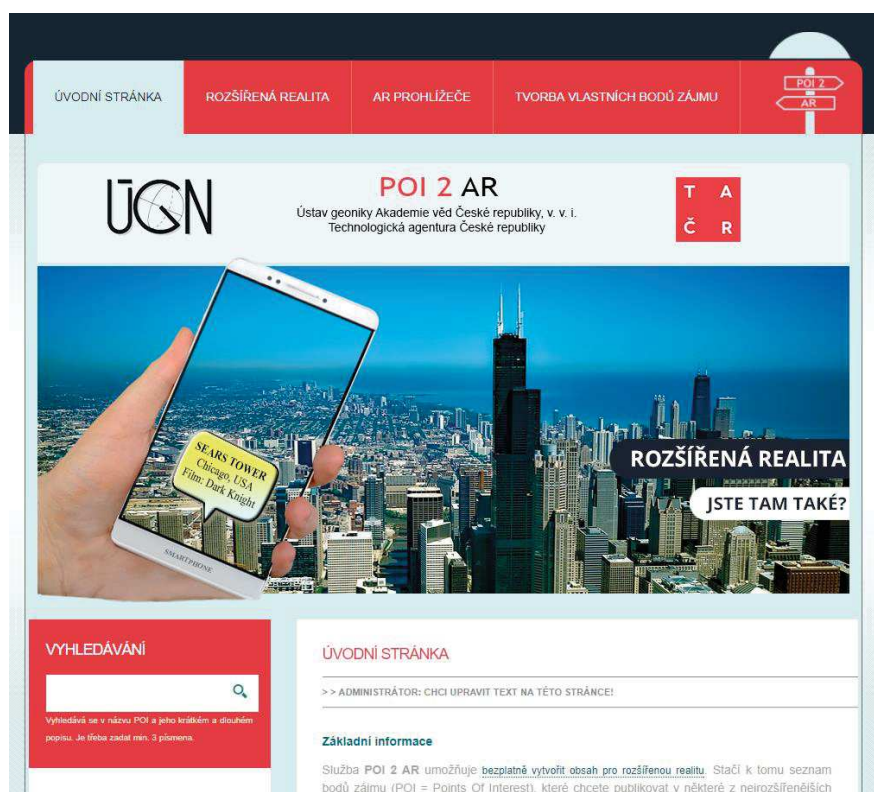 POI 2
AR
ÚVODNÍ STRÁNKA
ROZŠÍŘENÁ REALITA
AR PROHLÍŽEČE
TVORBA VLASTNÍCH BODŮ ZÁJMU
ŪGN
POI 2 AR
Ústav geoniky Akademie věd České republiky, v. v. i.
Technologická agentura České republiky
T A
Č R
SEARS TOWER
Chicago, USA
Film: Dark Knight
SMARTPHONE
ROZŠÍŘENÁ REALITA
JSTE TAM TAKÉ?
VYHLEDÁVÁNÍ
Vyhledává se v názvu POI a jeho krátkém a dlouhém
popisu. Je třeba zadat min. 3 písmena.
ÚVODNÍ STRÁNKA
> > ADMINISTRÁTOR: CHCI UPRAVIT TEXT NA TÉTO STRÁNCE!
Základní informace
Služba POI 2 AR umožňuje bezplatně vytvořit obsah pro rozšířenou realitu. Stačí k tomu seznam
bodů zájmu (POI = Points Of Interest), které chcete publikovat v některé z nejrozšířenějších